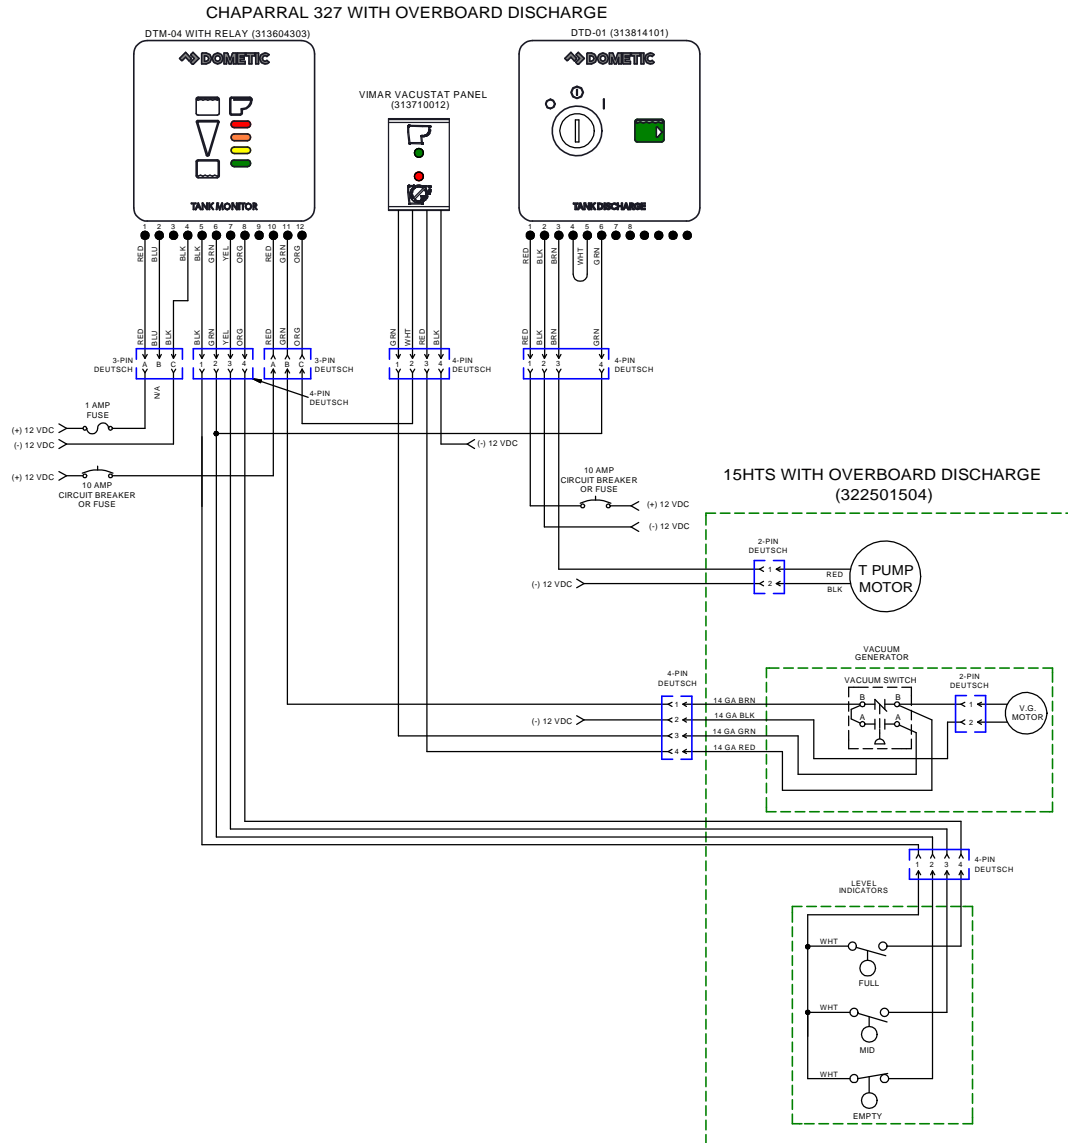 CHAPARRAL 327 WITH OVERBOARD DISCHARGE
DTM-04 WITH RELAY (313604303)
DOMETIC
TANK MONITOR
1 2 3 4 5 6 7 8 9 10 11 12
RED BLU BLK BLK GRN YEL ORG RED GRN ORG
RED BLU BLK BLK GRN YEL ORG RED GRN ORG
3-PIN
DEUTSCH
A B C
1 2 3 4
A B C
3-PIN
DEUTSCH
N/A
4-PIN
DEUTSCH
1 AMP
FUSE
(+) 12 VDC
(-) 12 VDC
(+) 12 VDC
10 AMP
CIRCUIT BREAKER
OR FUSE
VIMAR VACUSTAT PANEL
(313710012)
GRN WHT RED BLK
1 2 3 4
4-PIN
DEUTSCH
(-) 12 VDC
DTD-01 (313814101)
DOMETIC
TANK DISCHARGE
1 2 3 4 5 6 7 8
RED BLK BRN WHT GRN
RED BLK BRN GRN
1 2 3 4
4-PIN
DEUTSCH
10 AMP
CIRCUIT BREAKER
OR FUSE
(+) 12 VDC
(-) 12 VDC
15HTS WITH OVERBOARD DISCHARGE
(322501504)
2-PIN
DEUTSCH
1
2
(-) 12 VDC
RED
BLK
T PUMP
MOTOR
VACUUM
GENERATOR
4-PIN
DEUTSCH
1
2
3
4
(-) 12 VDC
14 GA BRN
14 GA BLK
14 GA GRN
14 GA RED
VACUUM SWITCH
B B
A A
2-PIN
DEUTSCH
1
2
V.G.
MOTOR
1 2 3 4
4-PIN
DEUTSCH
LEVEL
INDICATORS
WHT
FULL
WHT
MID
WHT
EMPTY